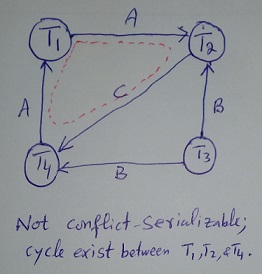 A
T1
T2
C
A
B
T4
T3
B
Not conflict-serializable;
cycle exist between T1, T2, & T4.